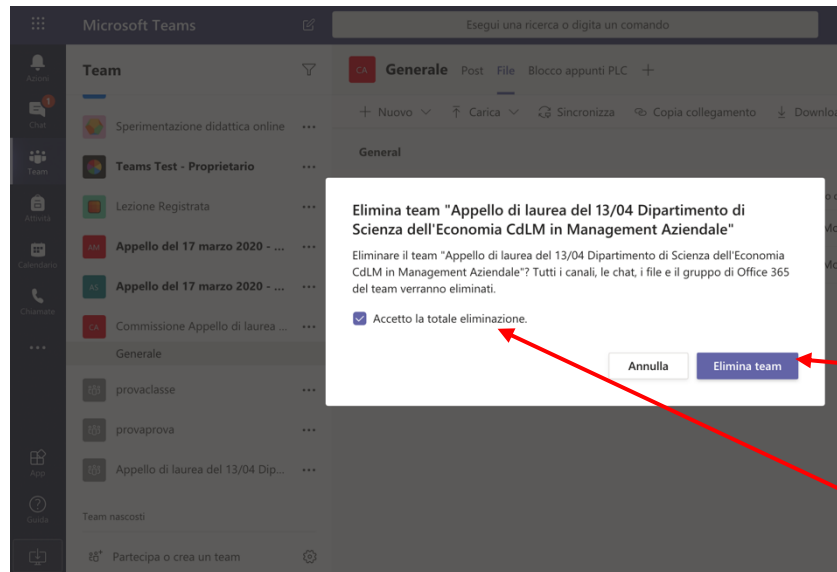 Microsoft Teams
Esegui una ricerca o digita un comando
Azioni
1
Chat
Team
Attività
Calendario
Chiamate
App
Guida
Team
Sperimentazione didattica online
Teams Test - Proprietario
Lezione Registrata
AM Appello del 17 marzo 2020 - ...
AS Appello del 17 marzo 2020 - ...
CA Commissione Appello di laurea ...
Generale
provaclasse
provaprova
Appello di laurea del 13/04 Dip...
Team nascosti
Partecipa o crea un team
CA Generale Post File Blocco appunti PLC
Nuovo Carica Sincronizza Copia collegamento
General
Elimina team "Appello di laurea del 13/04 Dipartimento di
Scienza dell'Economia CdLM in Management Aziendale"
Eliminare il team "Appello di laurea del 13/04 Dipartimento di Scienza dell'Economia
CdLM in Management Aziendale"? Tutti i canali, le chat, i file e il gruppo di Office 365
del team verranno eliminati.
Accetto la totale eliminazione.
Annulla Elimina team